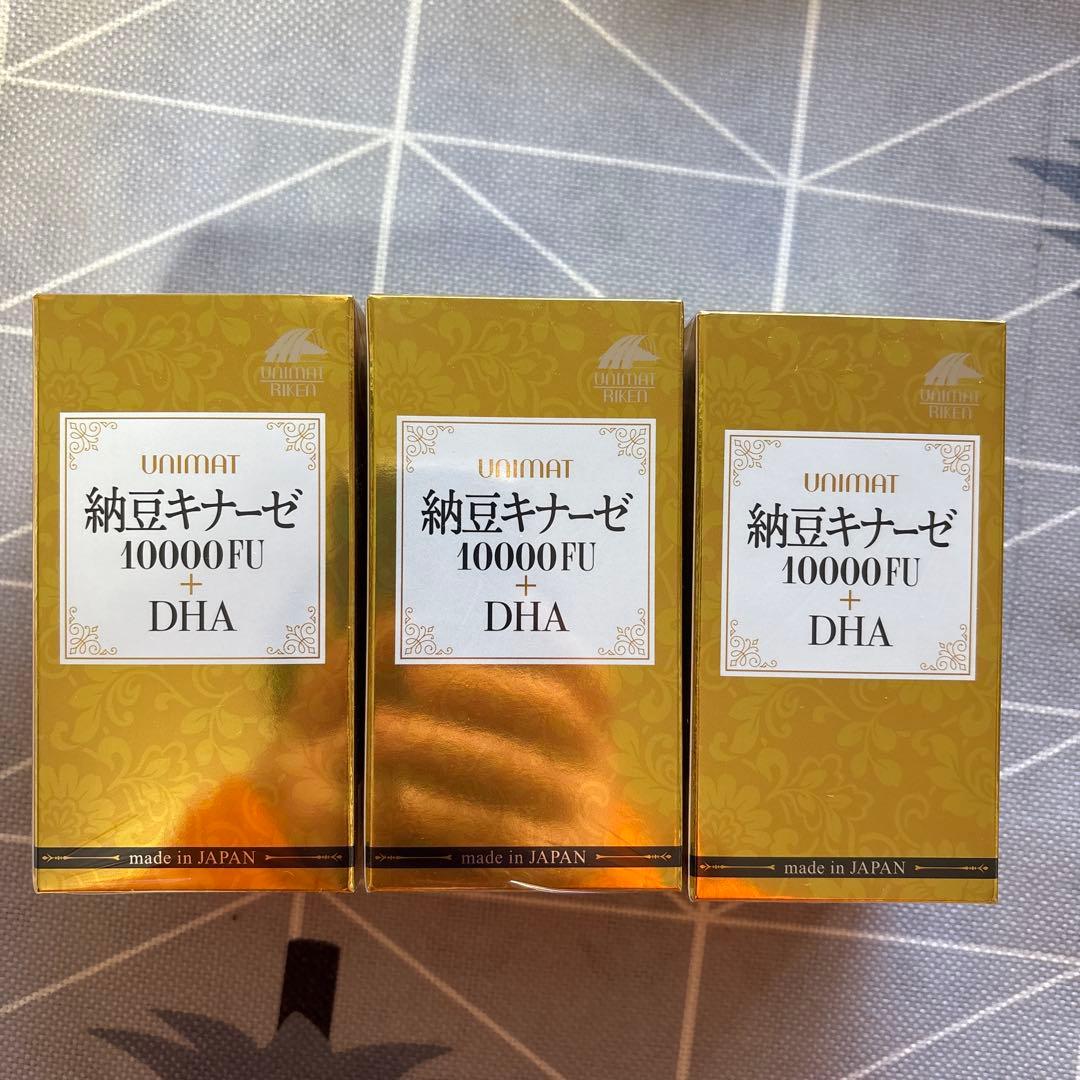 UNIMAT
RIKEN
UNIMAT
納豆キナーゼ
10000FU
+
DHA
made in JAPAN
UNIMAT
RIKEN
UNIMAT
納豆キナーゼ
10000FU
+
DHA
made in JAPAN
UNIMAT
RIKEN
UNIMAT
納豆キナーゼ
10000FU
+
DHA
made in JAPAN